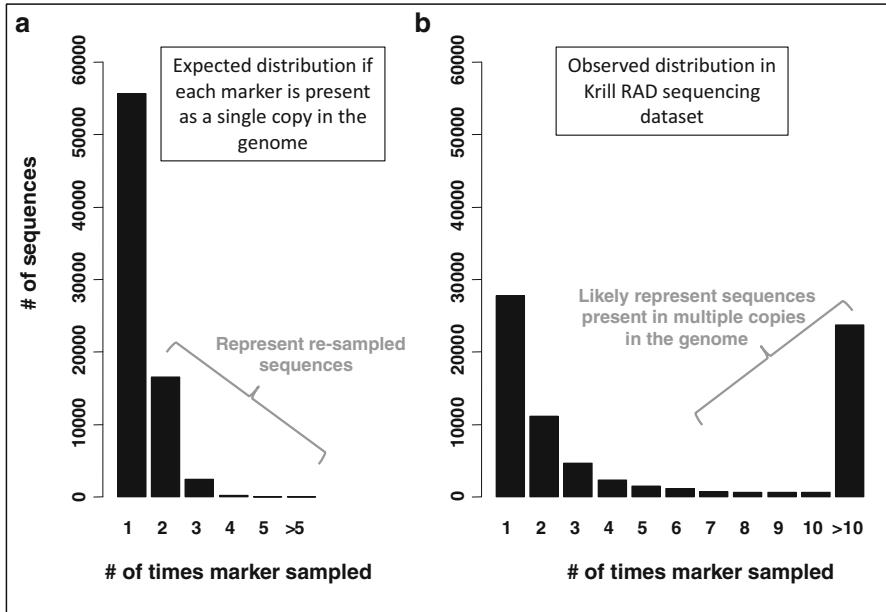 a
Expected distribution if
each marker is present
as a single copy in the
genome
# of sequences
60000
50000
40000
30000
20000
10000
0
Represent re-sampled
sequences
1 2 3 4 5 >5
# of times marker sampled
b
Observed distribution in
Krill RAD sequencing
dataset
60000
50000
40000
30000
20000
10000
0
Likely represent sequences
present in multiple copies
in the genome
1 2 3 4 5 6 7 8 9 10 >10
# of times marker sampled